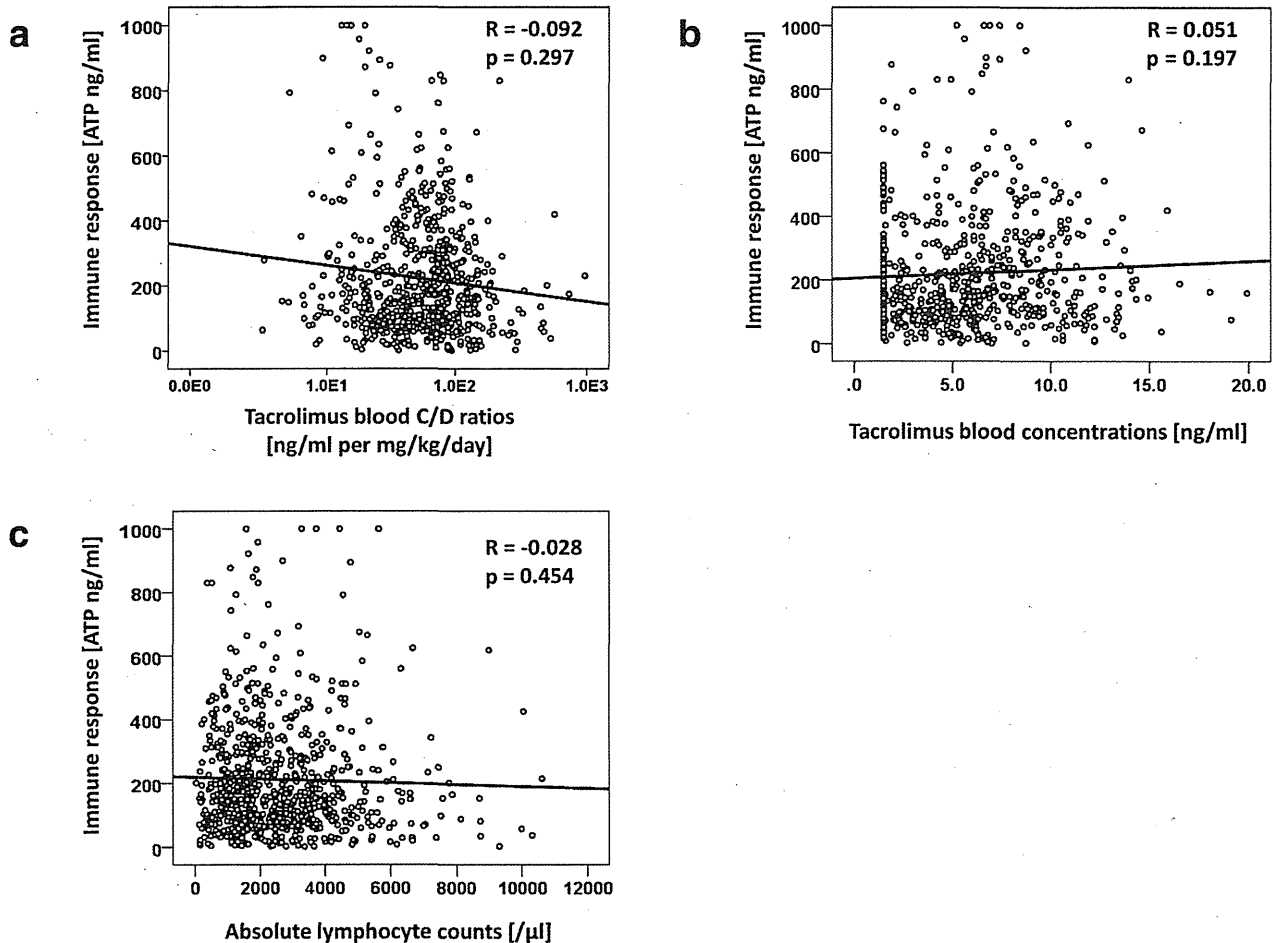 a
R = -0.092
p = 0.297
Immune response [ATP ng/ml]
1000
800
600
400
200
0
0.0E0
1.0E1
1.0E2
1.0E3
Tacrolimus blood C/D ratios
[ng/ml per mg/kg/day]
b
R = 0.051
p = 0.197
Immune response [ATP ng/ml]
1000
800
600
400
200
0
.0
5.0
10.0
15.0
20.0
Tacrolimus blood concentrations [ng/ml]
c
R = -0.028
p = 0.454
Immune response [ATP ng/ml]
1000
800
600
400
200
0
0
2000
4000
6000
8000
10000
12000
Absolute lymphocyte counts [/µl]